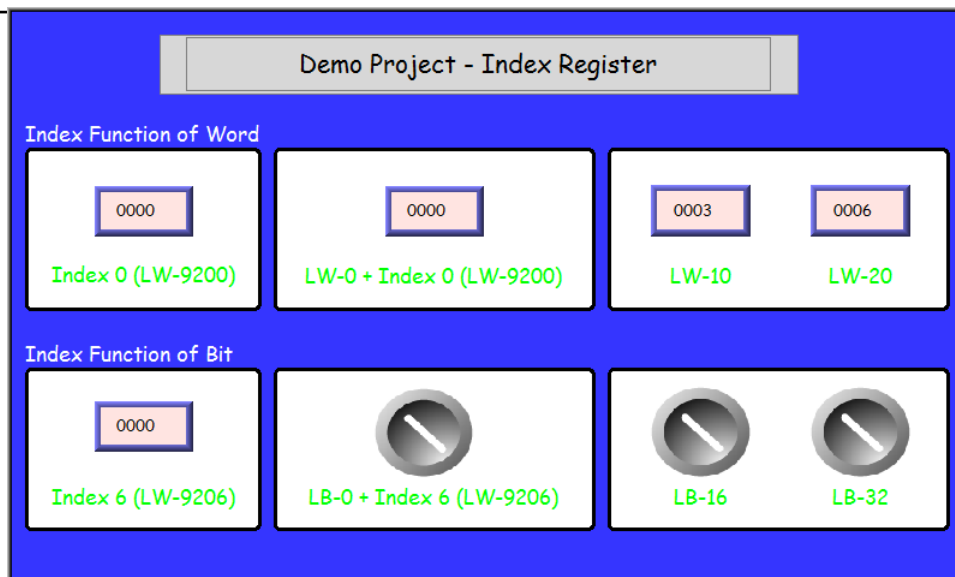 Demo Project - Index Register
Index Function of Word
0000
Index 0 (LW-9200)
0000
LW-0 + Index 0 (LW-9200)
0003 0006
LW-10 LW-20
Index Function of Bit
0000
Index 6 (LW-9206)
LB-0 + Index 6 (LW-9206)
LB-16 LB-32